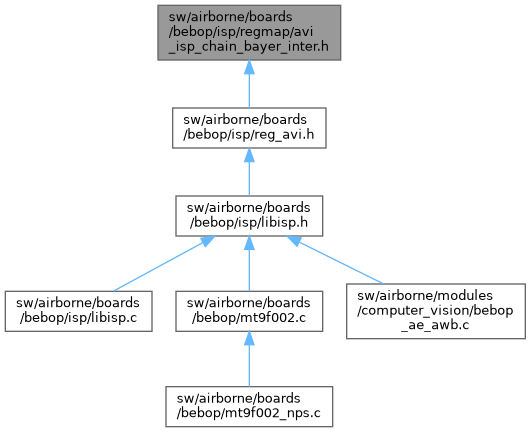 sw/airborne/boards
/bebop/isp/regmap/avi
_isp_chain_bayer_inter.h
sw/airborne/boards
/bebop/isp/reg_avi.h
sw/airborne/boards
/bebop/isp/libisp.h
sw/airborne/boards
/bebop/isp/libisp.c
sw/airborne/boards
/bebop/mt9f002.c
sw/airborne/modules
/computer_vision/bebop
_ae_awb.c
sw/airborne/boards
/bebop/mt9f002_nps.c